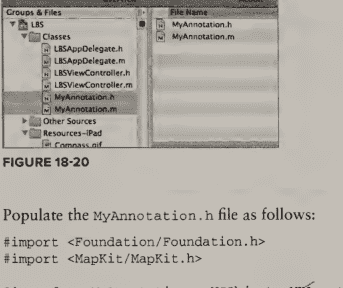 Groups & Files
File Name
LBS
MyAnnotation.h
Classes
MyAnnotation.m
LBSAppDelegate.h
LBSAppDelegate.m
LBSViewController.h
LBSViewController.m
MyAnnotation.h
MyAnnotation.m
Other Sources
Resources-iPad
Compass.gif
FIGURE 18-20
Populate the MyAnnotation.h file as follows:
#import <Foundation/Foundation.h>
#import <MapKit/MapKit.h>